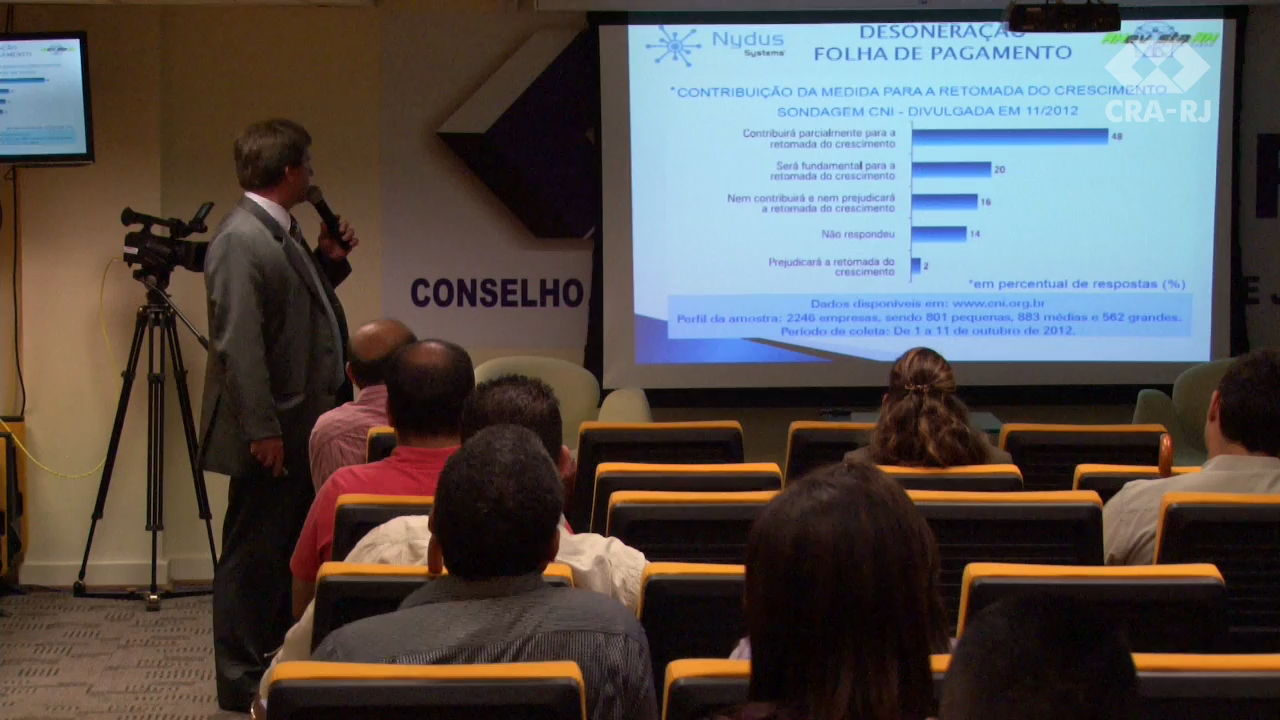 DESONERAÇÃO
FOLHA DE PAGAMENTO
Nydus
Systems
CRA-RJ
*CONTRIBUIÇÃO DA MEDIDA PARA A RETOMADA DO CRESCIMENTO
SONDAGEM CNI - DIVULGADA EM 11/2012
Contribuirá parcialmente para a
retomada do crescimento
48
Será fundamental para a
retomada do crescimento
20
Nem contribuirá e nem prejudicará
a retomada do crescimento
16
Não respondeu
14
Prejudicará a retomada do
crescimento
2
*em percentual de respostas (%)
Dados disponíveis em: www.cni.org.br
Perfil da amostra: 2246 empresas, sendo 801 pequenas, 883 médias e 562 grandes.
Período de coleta: De 1 a 11 de outubro de 2012.
CONSELHO